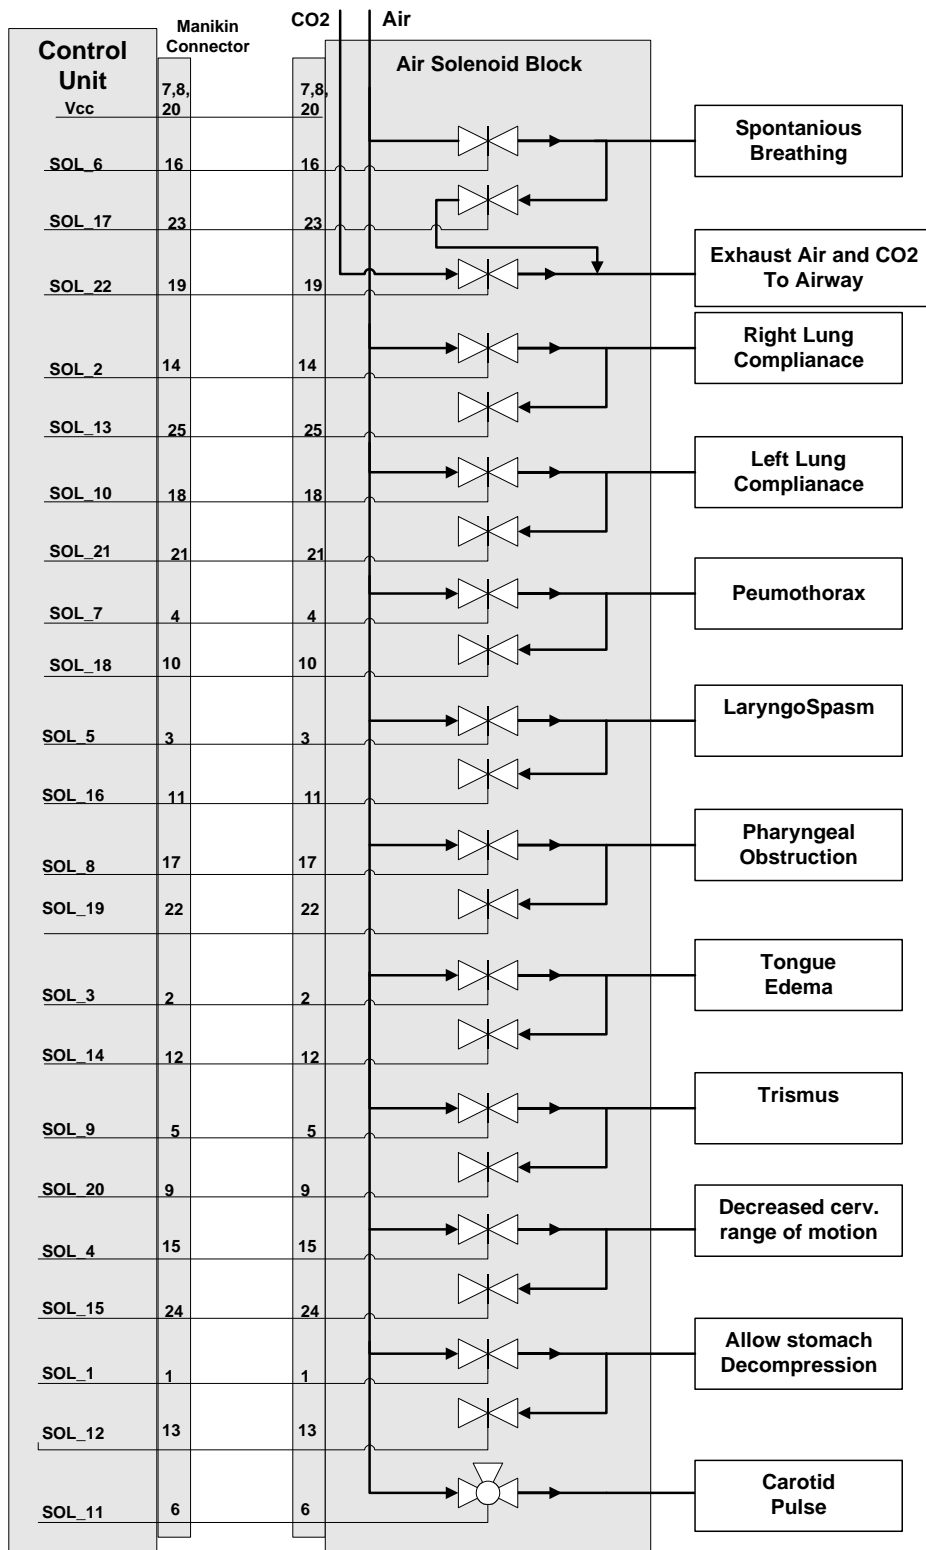 CO2 Air
Manikin
Connector
Control
Unit
Air Solenoid Block
7,8,
20
7,8,
20
Vcc
Spontanious
Breathing
SOL_6 16 16
SOL_17 23 23
Exhaust Air and CO2
To Airway
SOL_22 19 19
Right Lung
Complianace
SOL_2 14 14
SOL_13 25 25
Left Lung
Complianace
SOL_10 18 18
SOL_21 21 21
Peumothorax
SOL_7 4 4
SOL_18 10 10
LaryngoSpasm
SOL_5 3 3
SOL_16 11 11
Pharyngeal
Obstruction
SOL_8 17 17
SOL_19 22 22
Tongue
Edema
SOL_3 2 2
SOL_14 12 12
Trismus
SOL_9 5 5
SOL_20 9 9
Decreased cerv.
range of motion
SOL_4 15 15
SOL_15 24 24
Allow stomach
Decompression
SOL_1 1 1
SOL_12 13 13
Carotid
Pulse
SOL_11 6 6